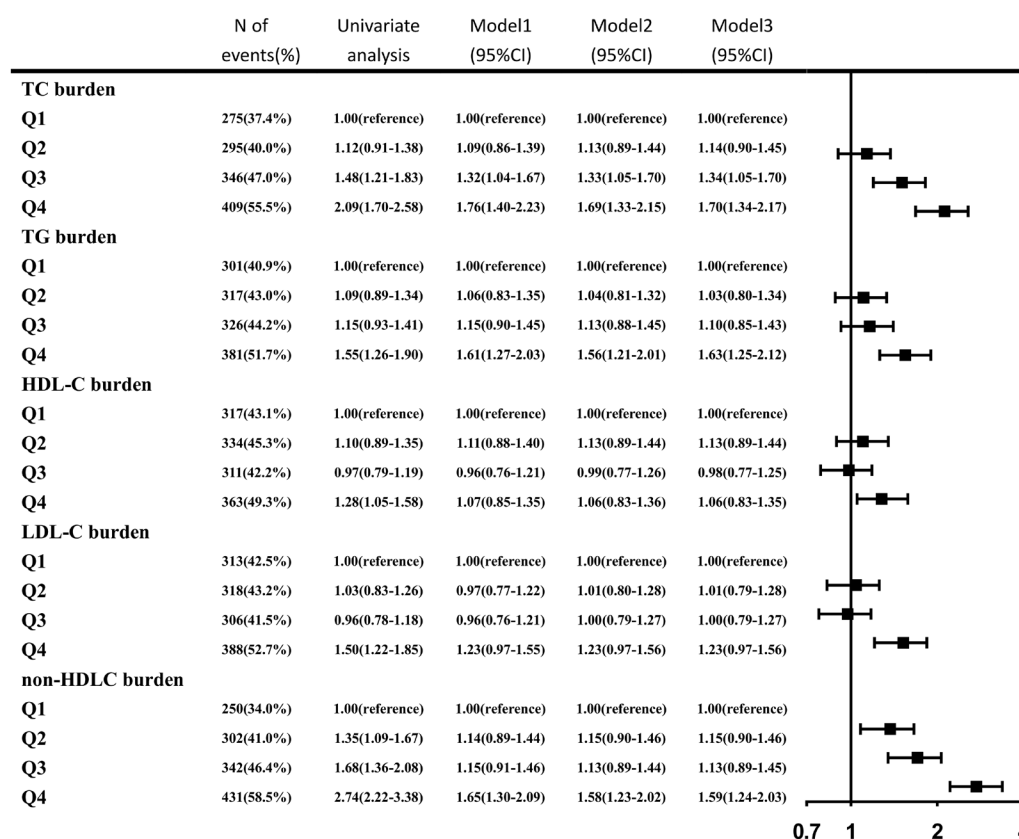 N of Univariate Model1 Model2 Model3
events(%) analysis (95%CI) (95%CI) (95%CI)
TC burden
Q1 275(37.4%) 1.00(reference) 1.00(reference) 1.00(reference) 1.00(reference)
Q2 295(40.0%) 1.12(0.91-1.38) 1.09(0.86-1.39) 1.13(0.89-1.44) 1.14(0.90-1.45)
Q3 346(47.0%) 1.48(1.21-1.83) 1.32(1.04-1.67) 1.33(1.05-1.70) 1.34(1.05-1.70)
Q4 409(55.5%) 2.09(1.70-2.58) 1.76(1.40-2.23) 1.69(1.33-2.15) 1.70(1.34-2.17)
TG burden
Q1 301(40.9%) 1.00(reference) 1.00(reference) 1.00(reference) 1.00(reference)
Q2 317(43.0%) 1.09(0.89-1.34) 1.06(0.83-1.35) 1.04(0.81-1.32) 1.03(0.80-1.34)
Q3 326(44.2%) 1.15(0.93-1.41) 1.15(0.90-1.45) 1.13(0.88-1.45) 1.10(0.85-1.43)
Q4 381(51.7%) 1.55(1.26-1.90) 1.61(1.27-2.03) 1.56(1.21-2.01) 1.63(1.25-2.12)
HDL-C burden
Q1 317(43.1%) 1.00(reference) 1.00(reference) 1.00(reference) 1.00(reference)
Q2 334(45.3%) 1.10(0.89-1.35) 1.11(0.88-1.40) 1.13(0.89-1.44) 1.13(0.89-1.44)
Q3 311(42.2%) 0.97(0.79-1.19) 0.96(0.76-1.21) 0.99(0.77-1.26) 0.98(0.77-1.25)
Q4 363(49.3%) 1.28(1.05-1.58) 1.07(0.85-1.35) 1.06(0.83-1.36) 1.06(0.83-1.35)
LDL-C burden
Q1 313(42.5%) 1.00(reference) 1.00(reference) 1.00(reference) 1.00(reference)
Q2 318(43.2%) 1.03(0.83-1.26) 0.97(0.77-1.22) 1.01(0.80-1.28) 1.01(0.79-1.28)
Q3 306(41.5%) 0.96(0.78-1.18) 0.96(0.76-1.21) 1.00(0.79-1.27) 1.00(0.79-1.27)
Q4 388(52.7%) 1.50(1.22-1.85) 1.23(0.97-1.55) 1.23(0.97-1.56) 1.23(0.97-1.56)
non-HDLC burden
Q1 250(34.0%) 1.00(reference) 1.00(reference) 1.00(reference) 1.00(reference)
Q2 302(41.0%) 1.35(1.09-1.67) 1.14(0.89-1.44) 1.15(0.90-1.46) 1.15(0.90-1.46)
Q3 342(46.4%) 1.68(1.36-2.08) 1.15(0.91-1.46) 1.13(0.89-1.44) 1.13(0.89-1.45)
Q4 431(58.5%) 2.74(2.22-3.38) 1.65(1.30-2.09) 1.58(1.23-2.02) 1.59(1.24-2.03)
0.7 1 2